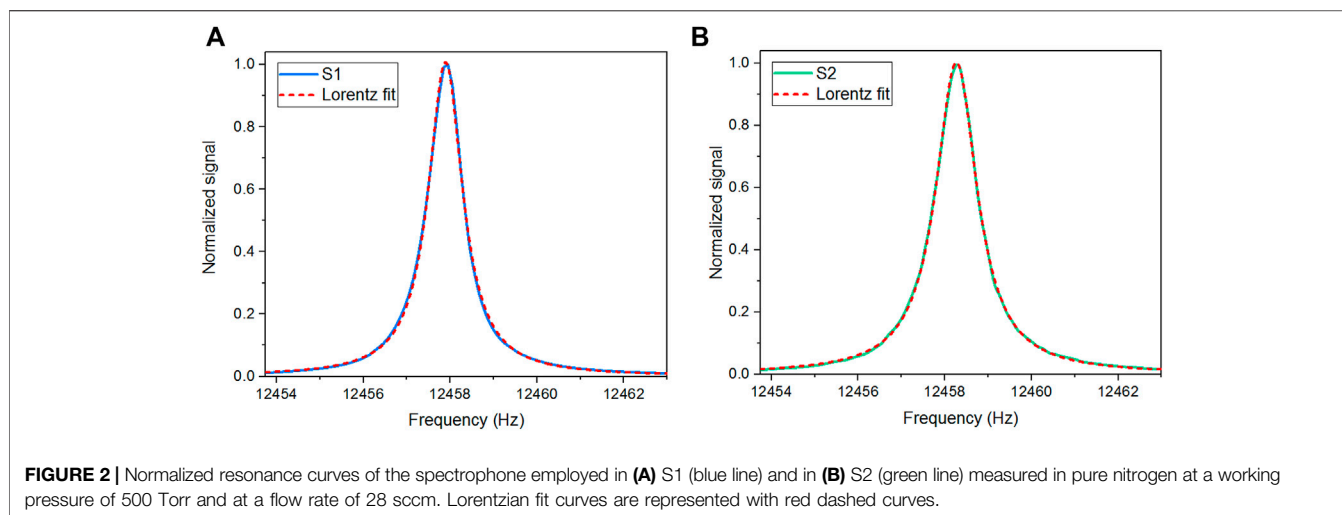 A
S1
Lorentz fit
1.0
0.8
0.6
0.4
0.2
0.0
Normalized signal
12454 12456 12458 12460 12462
Frequency (Hz)
B
S2
Lorentz fit
1.0
0.8
0.6
0.4
0.2
0.0
Normalized signal
12454 12456 12458 12460 12462
Frequency (Hz)
FIGURE 2 | Normalized resonance curves of the spectrophone employed in (A) S1 (blue line) and in (B) S2 (green line) measured in pure nitrogen at a working
pressure of 500 Torr and at a flow rate of 28 sccm. Lorentzian fit curves are represented with red dashed curves.